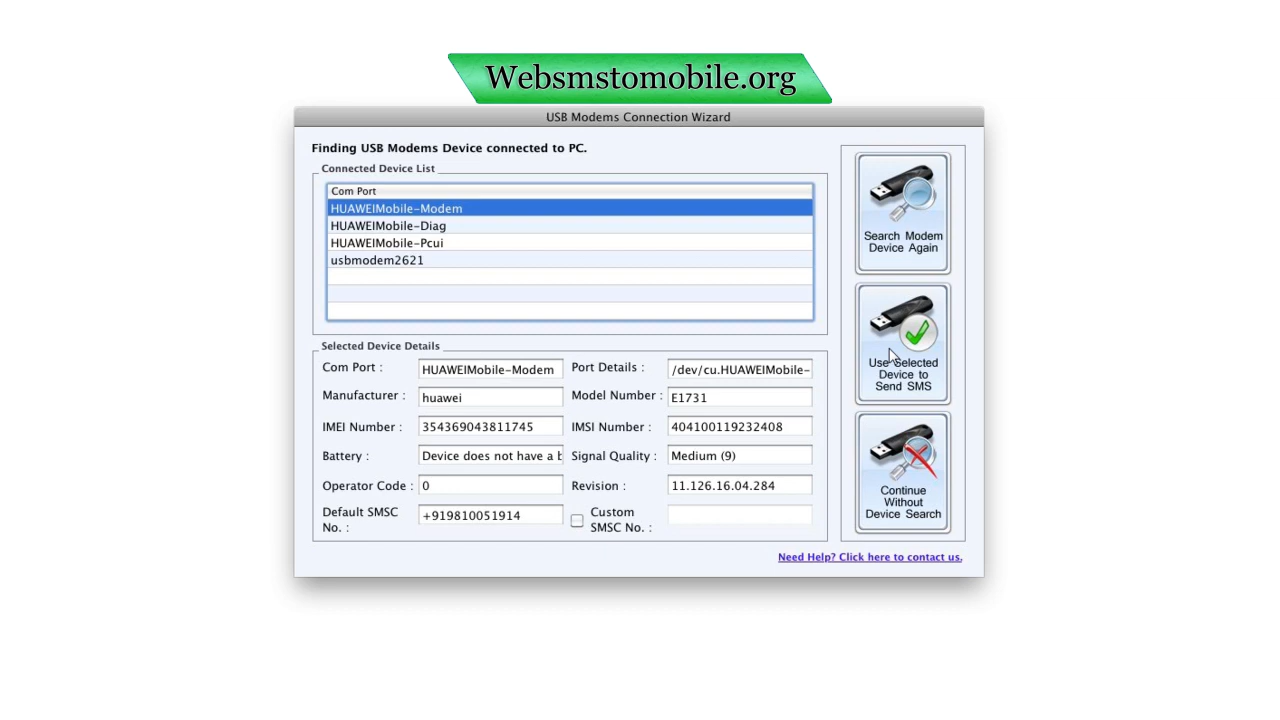 Websmstomobile.org
USB Modems Connection Wizard
Finding USB Modems Device connected to PC.
Connected Device List
Com Port
HUAWEIMobile-Modem
HUAWEIMobile-Diag
HUAWEIMobile-Pcui
usbmodem2621
Selected Device Details
Com Port : HUAWEIMobile-Modem Port Details : /dev/cu.HUAWEIMobile-
Manufacturer : huawei Model Number : E1731
IMEI Number : 354369043811745 IMSI Number : 404100119232408
Battery : Device does not have a b Signal Quality : Medium (9)
Operator Code : 0 Revision : 11.126.16.04.284
Default SMSC
No. : +919810051914 Custom
SMSC No. :
Search Modem
Device Again
Use Selected
Device to
Send SMS
Continue
Without
Device Search
Need Help? Click here to contact us.